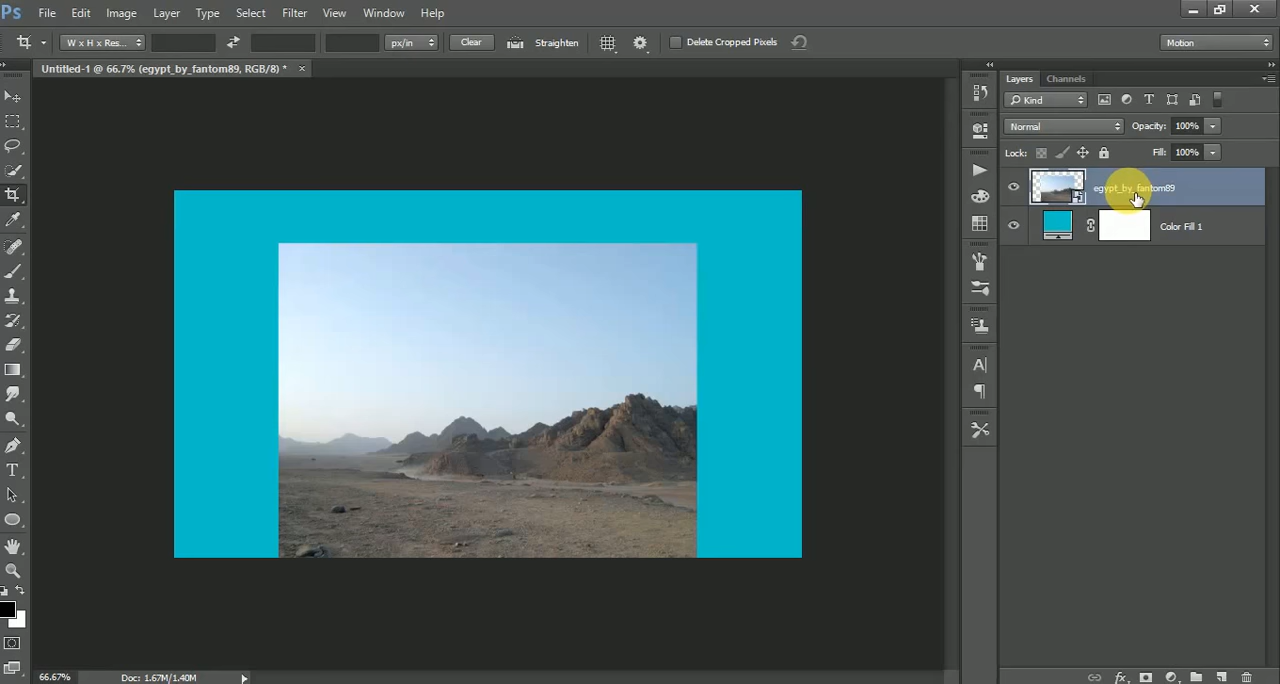 Ps File Edit Image Layer Type Select Filter View Window Help
W x H x Res... px/in Clear Straighten Delete Cropped Pixels Motion
Untitled-1 @ 66.7% (egypt_by_fantom89, RGB/8) * ×
Layers Channels
Kind
Normal Opacity: 100%
Lock: Fill: 100%
egypt_by_fantom89
Color Fill 1
66.67% Doc: 1.67M/1.40M